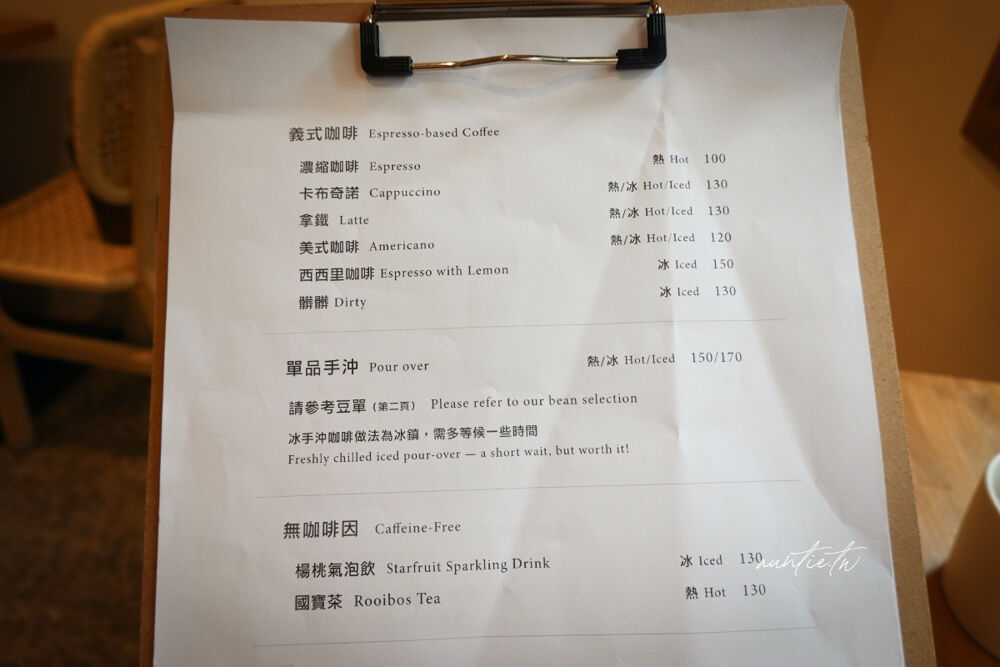 義式咖啡 Espresso-based Coffee
濃縮咖啡 Espresso 熱 Hot 100
卡布奇諾 Cappuccino 熱/冰 Hot/Iced 130
拿鐵 Latte 熱/冰 Hot/Iced 130
美式咖啡 Americano 熱/冰 Hot/Iced 120
西西里咖啡 Espresso with Lemon 冰 Iced 150
髒髒 Dirty 冰 Iced 130
單品手沖 Pour over 熱/冰 Hot/Iced 150/170
請參考豆單 (第二頁) Please refer to our bean selection
冰手沖咖啡做法為冰鎮，需多等候一些時間
Freshly chilled iced pour-over — a short wait, but worth it!
無咖啡因 Caffeine-Free
楊桃氣泡飲 Starfruit Sparkling Drink 冰 Iced 130
國寶茶 Rooibos Tea 熱 Hot 130
auntie.tw